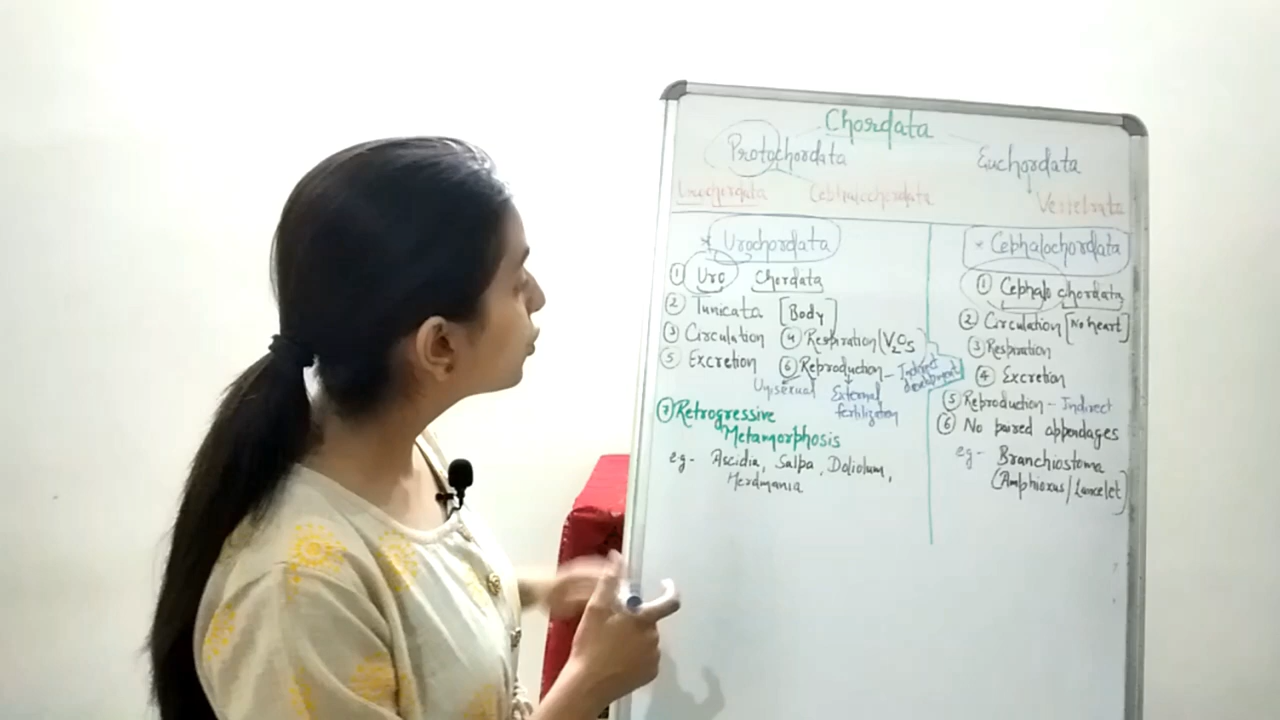 Chordata
Protochordata
Euchordata
Urochordata
Cephalochordata
Vertebrata
* Urochordata
① Uro Chordata
② Tunicata [Body]
③ Circulation ④ Respiration (V₂O₅)
⑤ Excretion ⑥ Reproduction - Indirect
development
Unisexual External
fertilization
⑦ Retrogressive
Metamorphosis
eg- Ascidia, Salpa, Doliolum,
Herdmania
* Cephalochordata
① Cephalo chordata
② Circulation [No heart]
③ Respiration
④ Excretion
⑤ Reproduction - Indirect
⑥ No paired appendages
eg- Branchiostoma
(Amphioxus/Lancelet)